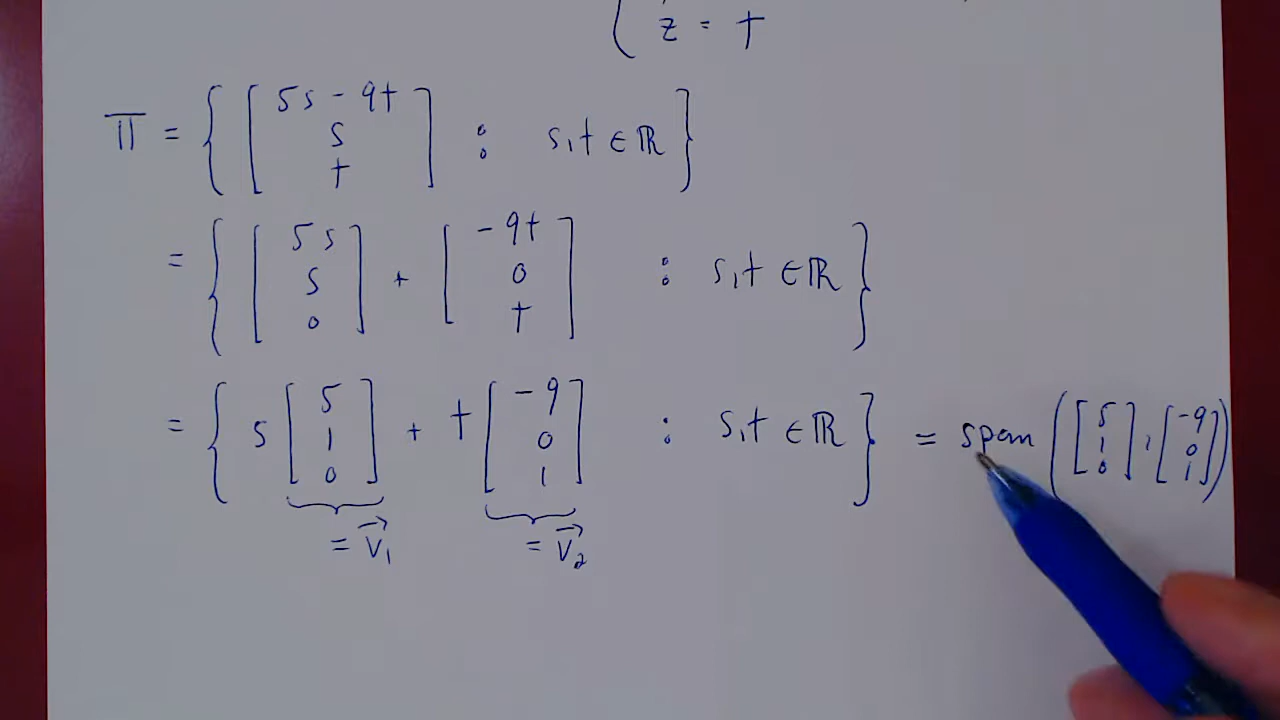 { z = t
Π = { [ 5s - 9t s t ] : s,t ∈ ℝ }
= { [ 5s s 0 ] + [ -9t 0 t ] : s,t ∈ ℝ }
= { s [ 5 1 0 ] + t [ -9 0 1 ] : s,t ∈ ℝ } = span ( [ 5 1 0 ] , [ -9 0 1 ] )
= v⃗₁ = v⃗₂